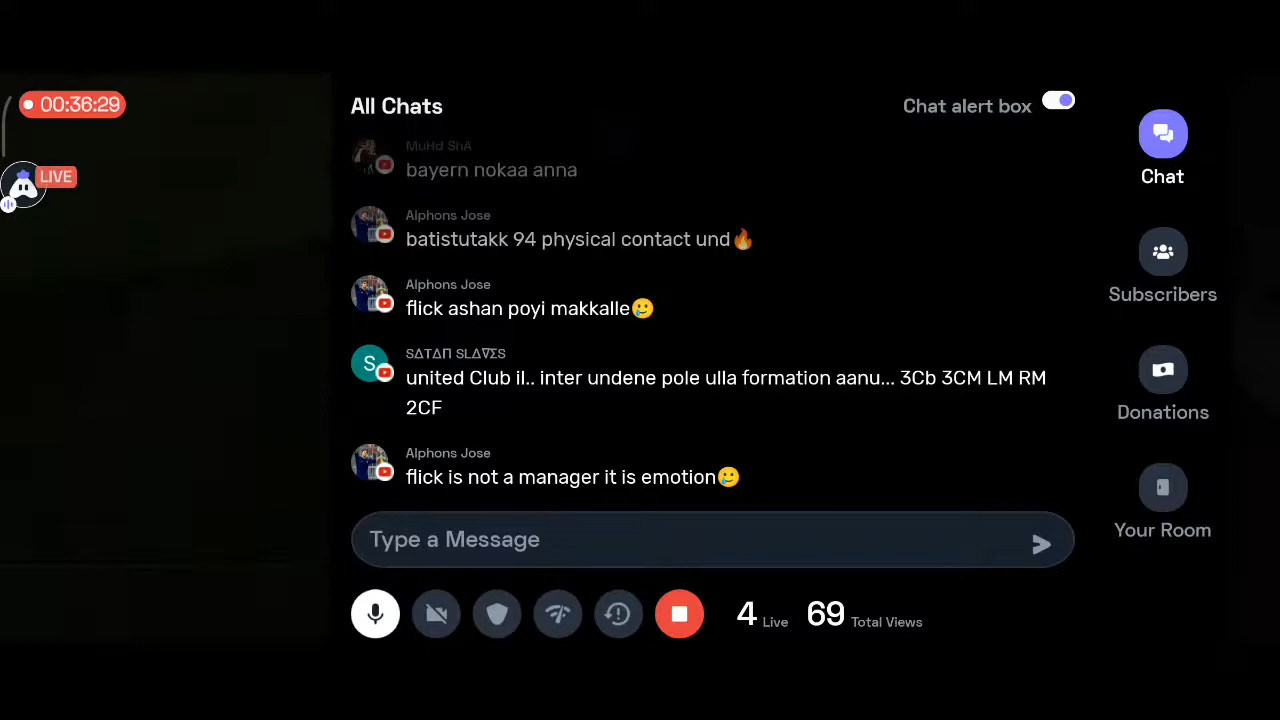 00:36:29
All Chats
Chat alert box
LIVE
MuHd ShA
bayern nokaa anna
Alphons Jose
batistutakk 94 physical contact und🔥
Alphons Jose
flick ashan poyi makkalle🥲
S
SΔTΔΠ SLΔ∇ΣS
united Club il.. inter undene pole ulla formation aanu... 3Cb 3CM LM RM
2CF
Alphons Jose
flick is not a manager it is emotion🥲
Type a Message
4 Live 69 Total Views
Chat
Subscribers
Donations
Your Room